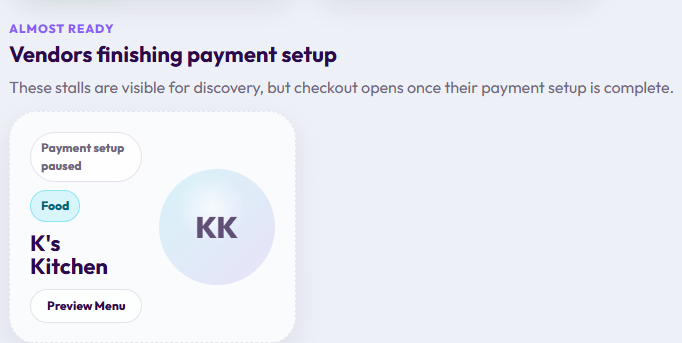 ALMOST READY
Vendors finishing payment setup
These stalls are visible for discovery, but checkout opens once their payment setup is complete.
Payment setup
paused
Food
K's
Kitchen
Preview Menu
KK